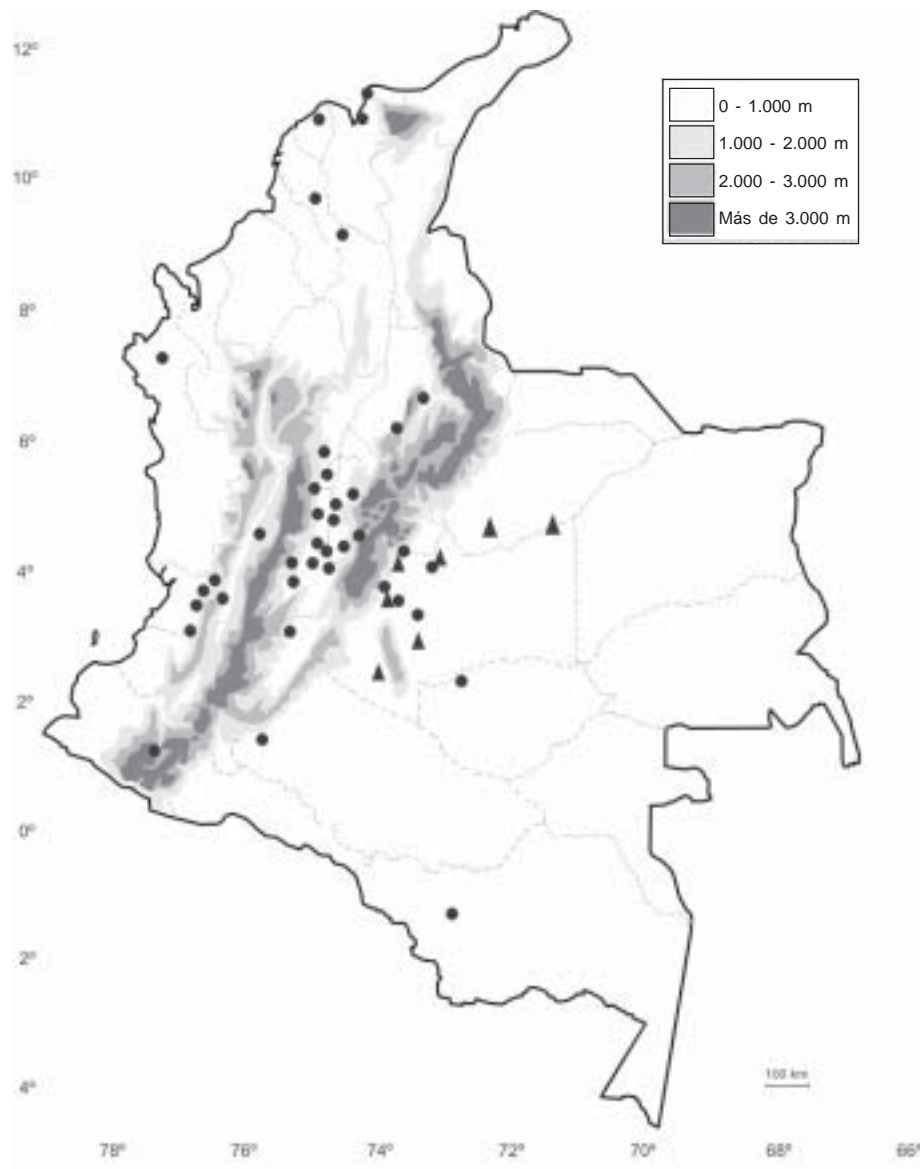 12º
0 - 1.000 m
1.000 - 2.000 m
2.000 - 3.000 m
Más de 3.000 m
10º
8º
6º
4º
2º
0º
2º
4º
100 km
78º 76º 74º 72º 70º 68º 66º